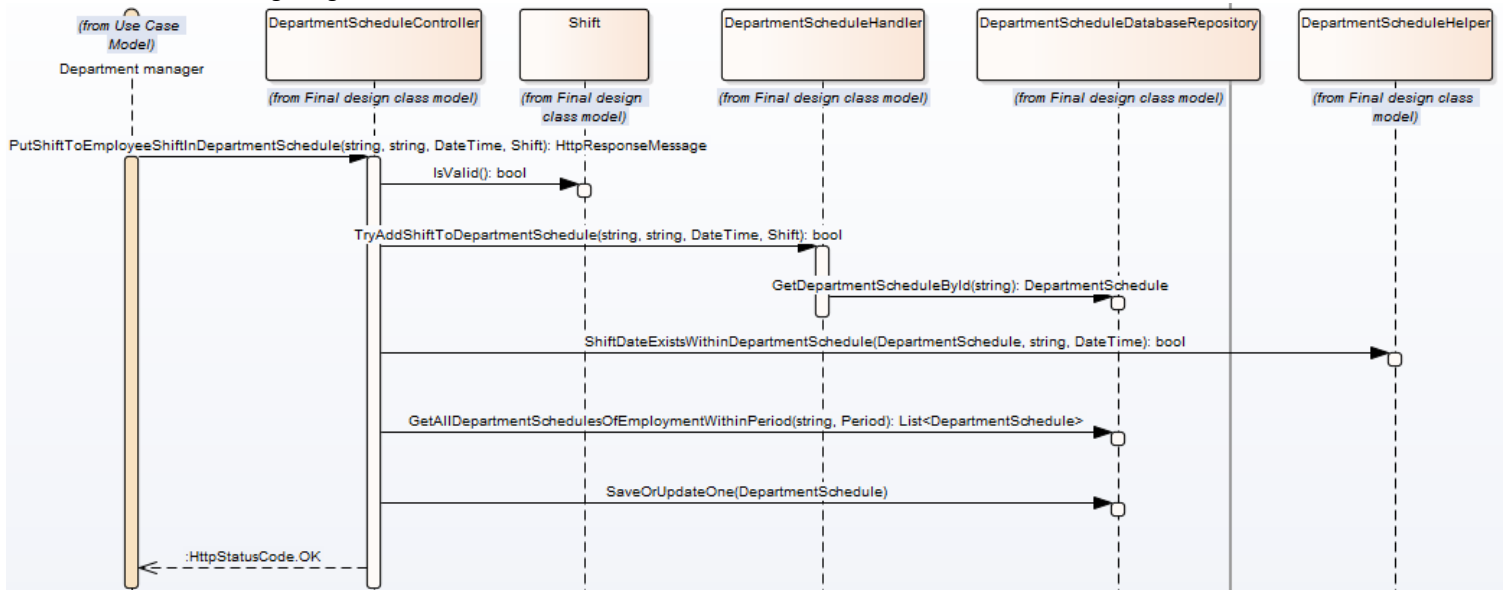 (from Use Case
Model)
Department manager
DepartmentScheduleController
(from Final design class model)
Shift
(from Final design
class model)
DepartmentScheduleHandler
(from Final design class model)
DepartmentScheduleDatabaseRepository
(from Final design class model)
DepartmentScheduleHelper
(from Final design class
model)
PutShiftToEmployeeShiftInDepartmentSchedule(string, string, DateTime, Shift): HttpResponseMessage
IsValid(): bool
TryAddShiftToDepartmentSchedule(string, string, DateTime, Shift): bool
GetDepartmentScheduleById(string): DepartmentSchedule
ShiftDateExistsWithinDepartmentSchedule(DepartmentSchedule, string, DateTime): bool
GetAllDepartmentSchedulesOfEmploymentWithinPeriod(string, Period): List<DepartmentSchedule>
SaveOrUpdateOne(DepartmentSchedule)
:HttpStatusCode.OK